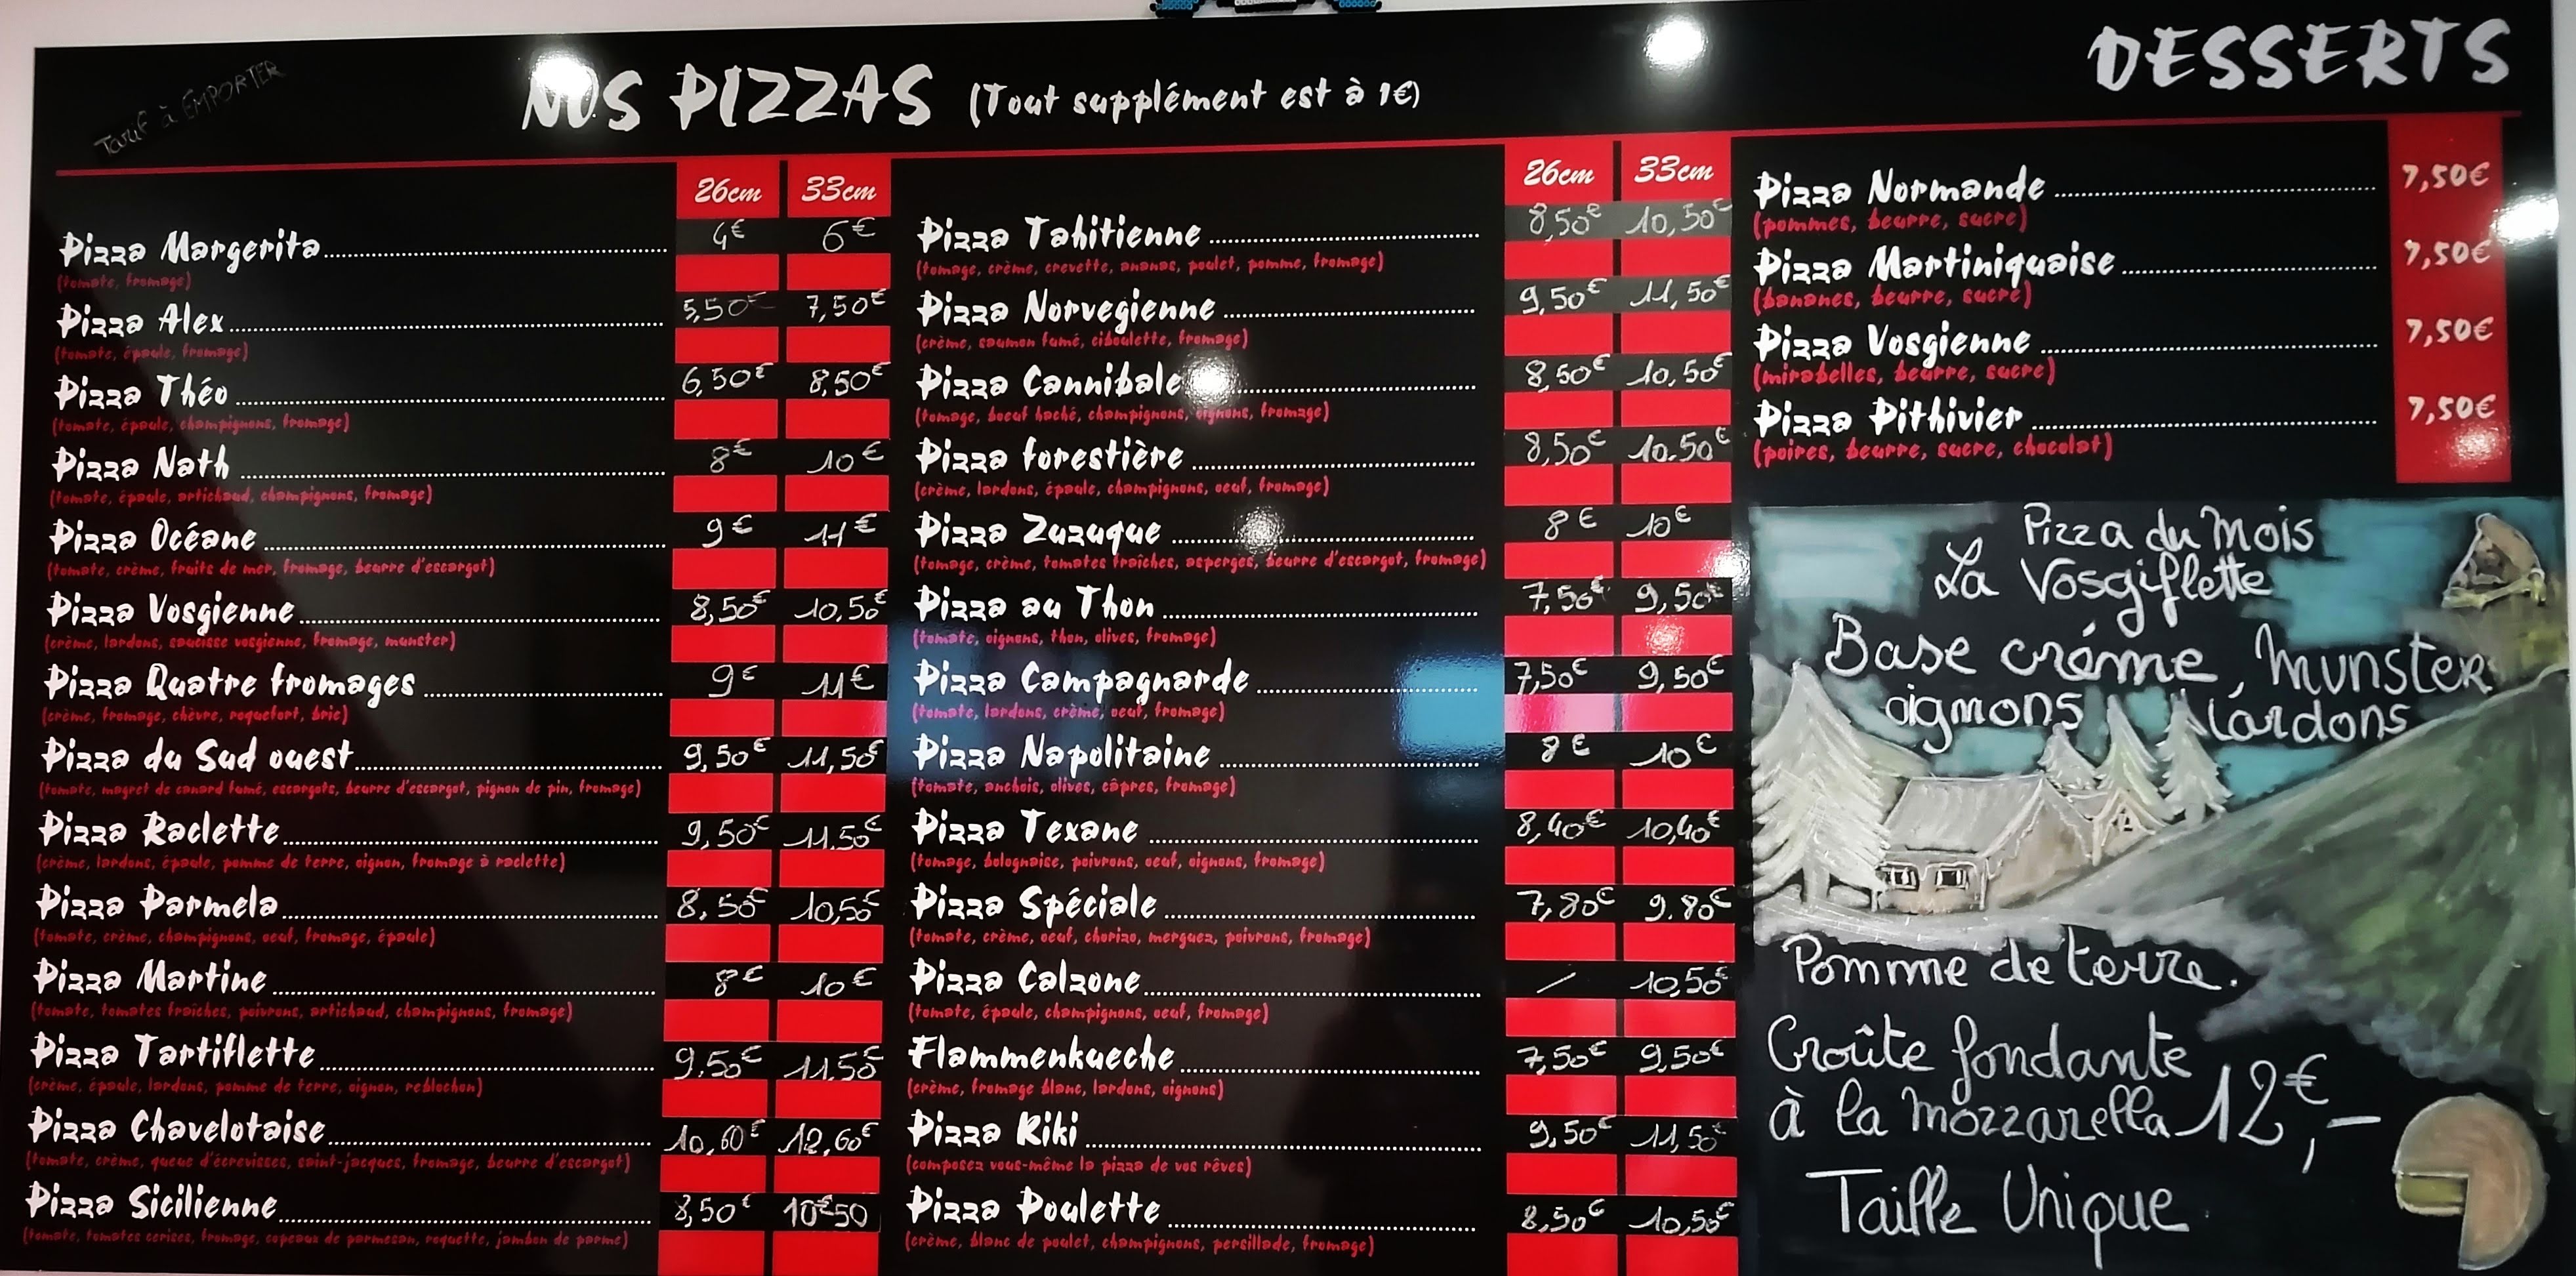 Tarif à EMPORTER
NOS PIZZAS (Tout supplément est à 1€)
26cm 33cm
Pizza Margerita 4€ 6€
(tomate, fromage)
Pizza Alex 5,50€ 7,50€
(tomate, épaule, fromage)
Pizza Théo 6,50€ 8,50€
(tomate, épaule, champignons, fromage)
Pizza Nath 8€ 10€
(tomate, épaule, artichaud, champignons, fromage)
Pizza Océane 9€ 11€
(tomate, crème, fruits de mer, fromage, beurre d'escargot)
Pizza Vosgienne 8,50€ 10,50€
(crème, lardons, saucisse vosgienne, fromage, munster)
Pizza Quatre fromages 9€ 11€
(crème, fromage, chèvre, roquefort, brie)
Pizza du Sud ouest 9,50€ 11,50€
(tomate, magret de canard fumé, escargots, beurre d'escargot, pignon de pin, fromage)
Pizza Raclette 9,50€ 11,50€
(crème, lardons, épaule, pomme de terre, oignon, fromage à raclette)
Pizza Parmela 8,50€ 10,50€
(tomate, crème, champignons, oeuf, fromage, épaule)
Pizza Martine 8€ 10€
(tomate, tomates fraîches, poivrons, artichaud, champignons, fromage)
Pizza Tartiflette 9,50€ 11,50€
(crème, épaule, lardons, pomme de terre, oignon, reblochon)
Pizza Chavelotaise 10,60€ 12,60€
(tomate, crème, queue d'écrevisses, saint-jacques, fromage, beurre d'escargot)
Pizza Sicilienne 8,50€ 10€50
(tomate, tomates cerises, fromage, copeaux de parmesan, roquette, jambon de parme)
26cm 33cm
Pizza Tahitienne 8,50€ 10,50€
(tomage, crème, crevette, ananas, poulet, pomme, fromage)
Pizza Norvegienne 9,50€ 11,50€
(crème, saumon fumé, ciboulette, fromage)
Pizza Cannibale 8,50€ 10,50€
(tomage, boeuf haché, champignons, oignons, fromage)
Pizza forestière 8,50€ 10.50€
(crème, lardons, épaule, champignons, oeuf, fromage)
Pizza Zuzuque 8€ 10€
(tomage, crème, tomates fraîches, asperges, beurre d'escargot, fromage)
Pizza au Thon 7,50€ 9,50€
(tomate, oignons, thon, olives, fromage)
Pizza Campagnarde 7,50€ 9,50€
(tomate, lardons, crème, oeuf, fromage)
Pizza Napolitaine 8€ 10€
(tomate, anchois, olives, câpres, fromage)
Pizza Texane 8,40€ 10,40€
(tomage, bolognaise, poivrons, oeuf, oignons, fromage)
Pizza Spéciale 7,80€ 9.80€
(tomate, crème, oeuf, chorizo, merguez, poivrons, fromage)
Pizza Calzone / 10,50€
(tomate, épaule, champignons, oeuf, fromage)
Flammenkueche 7,50€ 9,50€
(crème, fromage blanc, lardons, oignons)
Pizza Riki 9,50€ 11,50€
(composez vous-même la pizza de vos rêves)
Pizza Poulette 8,50€ 10,50€
(crème, blanc de poulet, champignons, persillade, fromage)
DESSERTS
Pizza Normande 7,50€
(pommes, beurre, sucre)
Pizza Martiniquaise 7,50€
(bananes, beurre, sucre)
Pizza Vosgienne 7,50€
(mirabelles, beurre, sucre)
Pizza Pithivier 7,50€
(poires, beurre, sucre, chocolat)
Pizza du Mois
La Vosgiflette
Base crème, Munster
oignons, lardons
Pomme de terre.
Croûte fondante
à la mozzarella 12€,-
Taille Unique